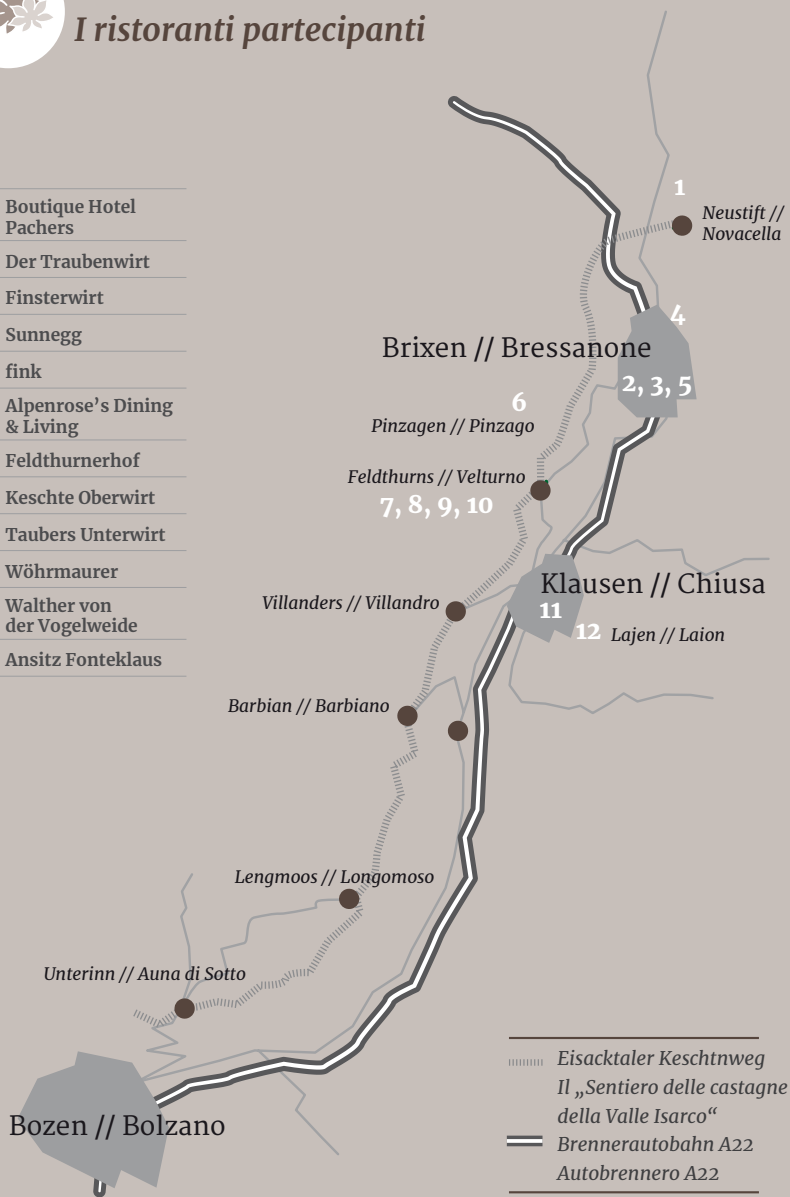 I ristoranti partecipanti
Boutique Hotel
Pachers
Der Traubenwirt
Finsterwirt
Sunnegg
fink
Alpenrose’s Dining
& Living
Feldthurnerhof
Keschte Oberwirt
Taubers Unterwirt
Wöhrmaurer
Walther von
der Vogelweide
Ansitz Fonteklaus
1
Neustift //
Novacella
4
Brixen // Bressanone
2, 3, 5
6
Pinzagen // Pinzago
Feldthurns // Velturno
7, 8, 9, 10
Klausen // Chiusa
11
Villanders // Villandro
12 Lajen // Laion
Barbian // Barbiano
Lengmoos // Longomoso
Unterinn // Auna di Sotto
Bozen // Bolzano
Eisacktaler Keschtnweg
Il „Sentiero delle castagne
della Valle Isarco“
Brennerautobahn A22
Autobrennero A22